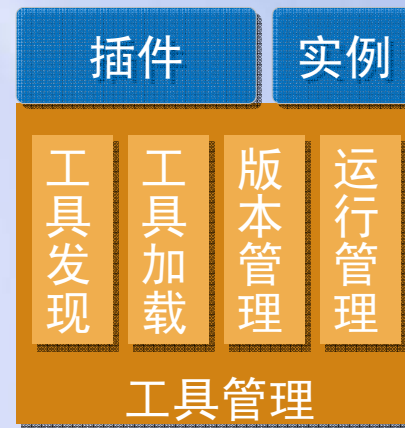 插件
实例
工具发现
工具加载
版本管理
运行管理
工具管理